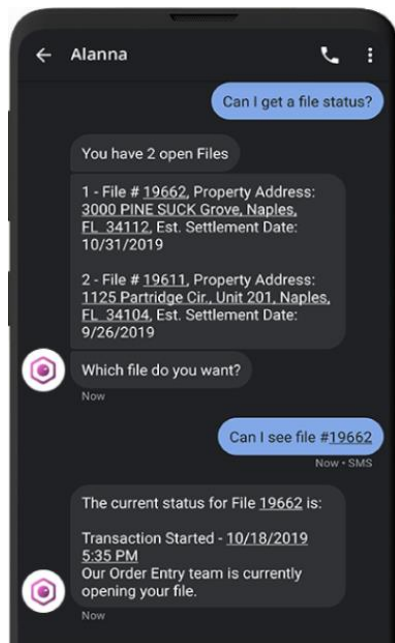 Alanna
Can I get a file status?
You have 2 open Files
1 - File # 19662, Property Address:
3000 PINE SUCK Grove, Naples,
FL 34112, Est. Settlement Date:
10/31/2019
2 - File # 19611, Property Address:
1125 Partridge Cir., Unit 201, Naples,
FL 34104, Est. Settlement Date:
9/26/2019
Which file do you want?
Now
Can I see file #19662
Now • SMS
The current status for File 19662 is:
Transaction Started - 10/18/2019
5:35 PM
Our Order Entry team is currently
opening your file.
Now